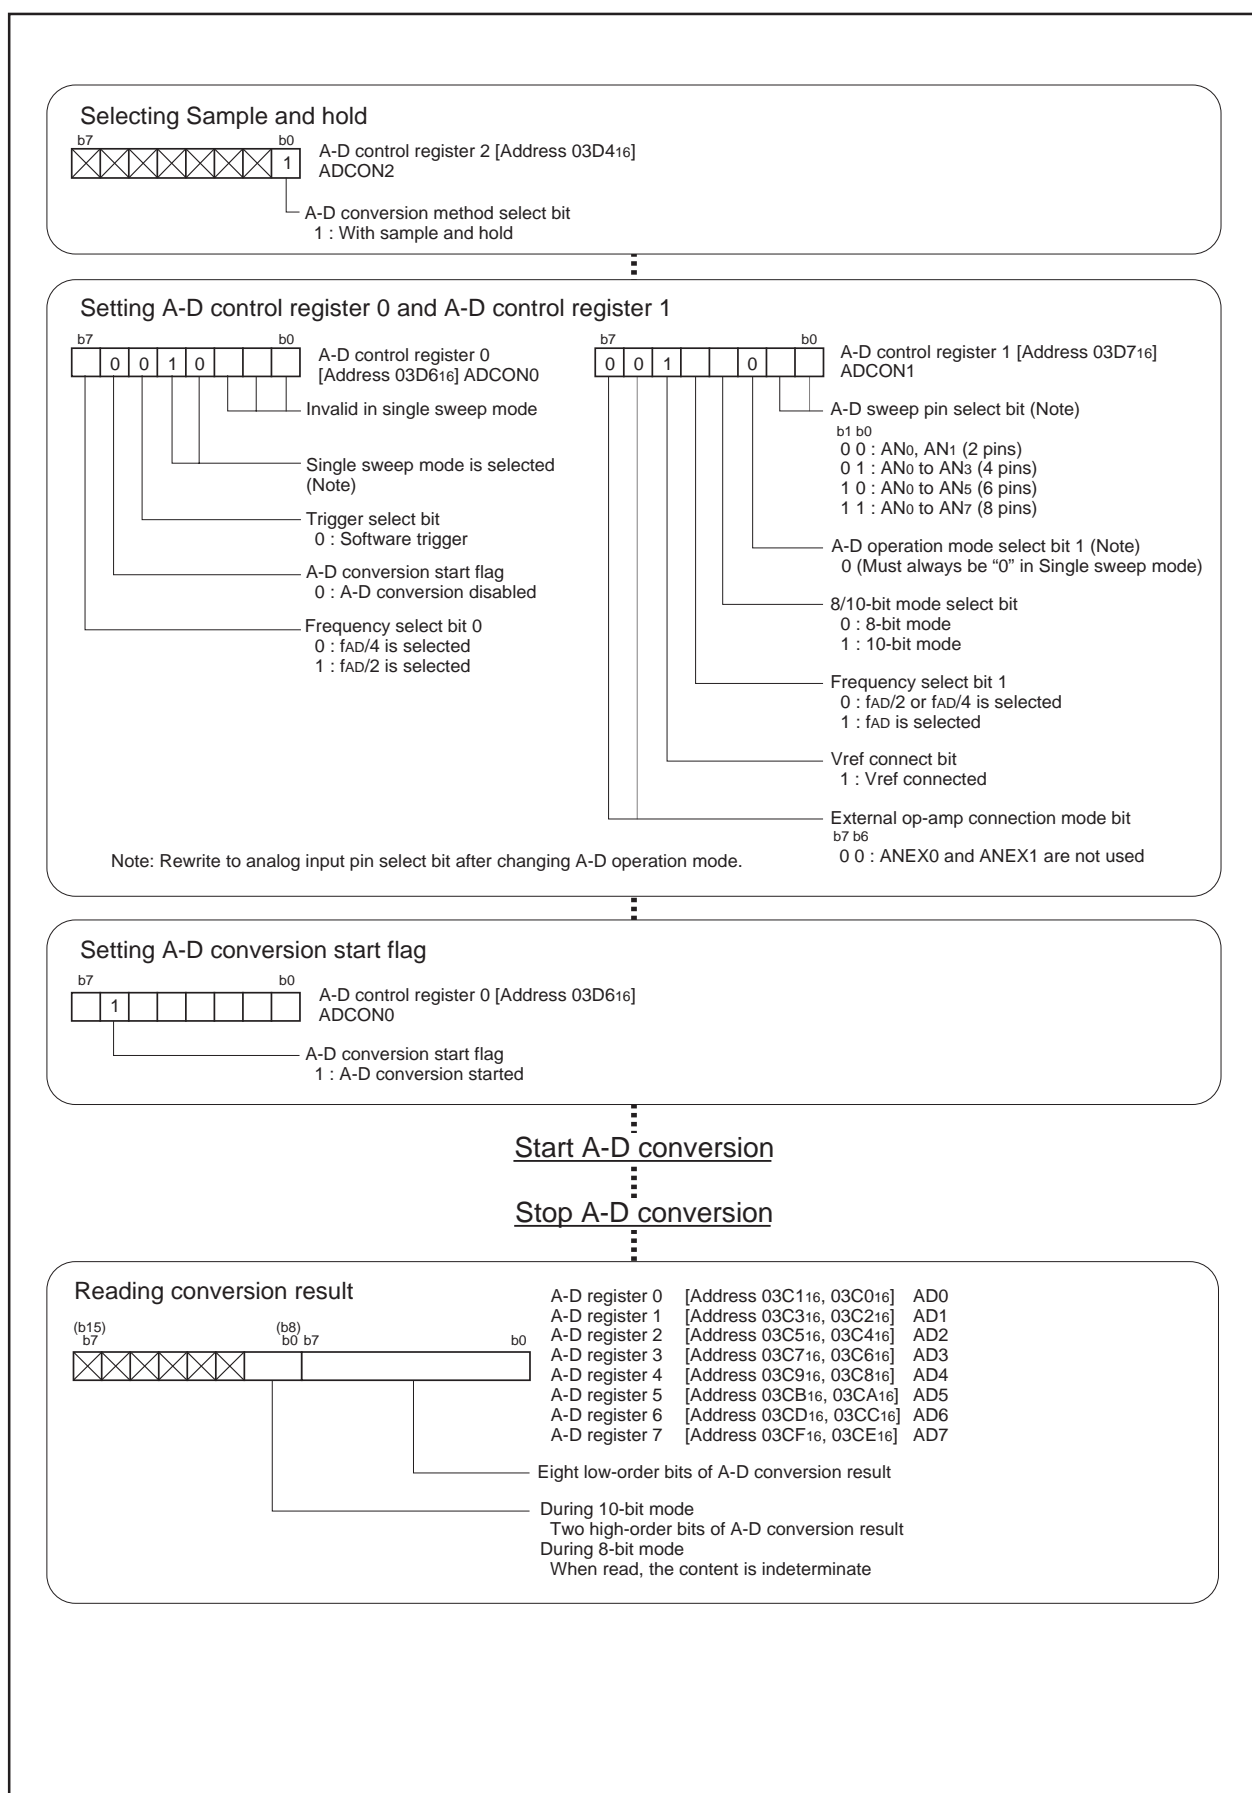 Selecting Sample and hold
b7 b0
1
A-D control register 2 [Address 03D416]
ADCON2
A-D conversion method select bit
1 : With sample and hold
Setting A-D control register 0 and A-D control register 1
b7 b0
0 0 1 0
A-D control register 0
[Address 03D616] ADCON0
Invalid in single sweep mode
Single sweep mode is selected
(Note)
Trigger select bit
0 : Software trigger
A-D conversion start flag
0 : A-D conversion disabled
Frequency select bit 0
0 : fAD/4 is selected
1 : fAD/2 is selected
b7 b0
0 0 1 0
A-D control register 1 [Address 03D716]
ADCON1
A-D sweep pin select bit (Note)
b1 b0
0 0 : AN0, AN1 (2 pins)
0 1 : AN0 to AN3 (4 pins)
1 0 : AN0 to AN5 (6 pins)
1 1 : AN0 to AN7 (8 pins)
A-D operation mode select bit 1 (Note)
0 (Must always be “0” in Single sweep mode)
8/10-bit mode select bit
0 : 8-bit mode
1 : 10-bit mode
Frequency select bit 1
0 : fAD/2 or fAD/4 is selected
1 : fAD is selected
Vref connect bit
1 : Vref connected
External op-amp connection mode bit
b7 b6
0 0 : ANEX0 and ANEX1 are not used
Note: Rewrite to analog input pin select bit after changing A-D operation mode.
Setting A-D conversion start flag
b7 b0
1
A-D control register 0 [Address 03D616]
ADCON0
A-D conversion start flag
1 : A-D conversion started
Start A-D conversion
Stop A-D conversion
Reading conversion result
(b15) (b8)
b7 b0 b7 b0
A-D register 0 [Address 03C116, 03C016] AD0
A-D register 1 [Address 03C316, 03C216] AD1
A-D register 2 [Address 03C516, 03C416] AD2
A-D register 3 [Address 03C716, 03C616] AD3
A-D register 4 [Address 03C916, 03C816] AD4
A-D register 5 [Address 03CB16, 03CA16] AD5
A-D register 6 [Address 03CD16, 03CC16] AD6
A-D register 7 [Address 03CF16, 03CE16] AD7
Eight low-order bits of A-D conversion result
During 10-bit mode
Two high-order bits of A-D conversion result
During 8-bit mode
When read, the content is indeterminate